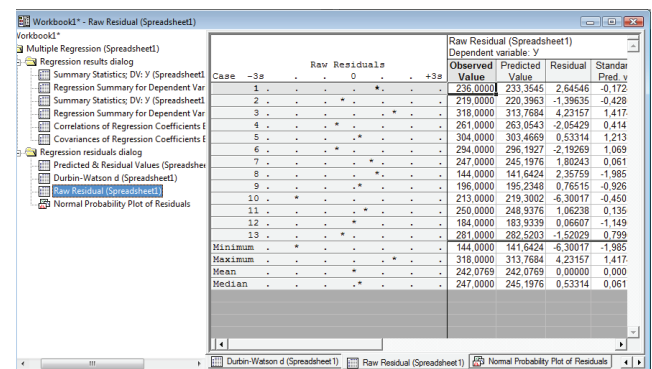 Workbook1* - Raw Residual (Spreadsheet1)
Workbook1*
Multiple Regression (Spreadsheet1)
Regression results dialog
Summary Statistics; DV: У (Spreadsheet1
Regression Summary for Dependent Var
Summary Statistics; DV: У (Spreadsheet1
Regression Summary for Dependent Var
Correlations of Regression Coefficients
Covariances of Regression Coefficients
Regression residuals dialog
Predicted & Residual Values (Spreadshee
Durbin-Watson d (Spreadsheet1)
Raw Residual (Spreadsheet1)
Normal Probability Plot of Residuals
Raw Residual (Spreadsheet1)
Dependent variable: У
Raw Residuals
Case -3s . . 0 . . +3s
Observed Value Predicted Value Residual Standar Pred. v
1 . . . *. . . 236,0000 233,3545 2,64546 -0,172
2 . . . * . . . . 219,0000 220,3963 -1,39635 -0,428
3 . . . . . * . . 318,0000 313,7684 4,23157 1,417
4 . . . * . . . . 261,0000 263,0543 -2,05429 0,414
5 . . . .* . . . 304,0000 303,4669 0,53314 1,213
6 . . . * . . . . 294,0000 296,1927 -2,19269 1,069
7 . . . . * . . . 247,0000 245,1976 1,80243 0,061
8 . . . . *. . . 144,0000 141,6424 2,35759 -1,985
9 . . . .* . . . 196,0000 195,2348 0,76515 -0,926
10 . * . . . . . 213,0000 219,3002 -6,30017 -0,450
11 . . . . * . . . 250,0000 248,9376 1,06238 0,135
12 . . . * . . . 184,0000 183,9339 0,06607 -1,149
13 . . . * . . . . 281,0000 282,5203 -1,52029 0,799
Minimum . * . . . . . 144,0000 141,6424 -6,30017 -1,985
Maximum . . . . . * . . 318,0000 313,7684 4,23157 1,417
Mean . . . * . . . 242,0769 242,0769 0,00000 0,000
Median . . . .* . . . 247,0000 245,1976 0,53314 0,061
Durbin-Watson d (Spreadsheet1) Raw Residual (Spreadsheet1) Normal Probability Plot of Residuals